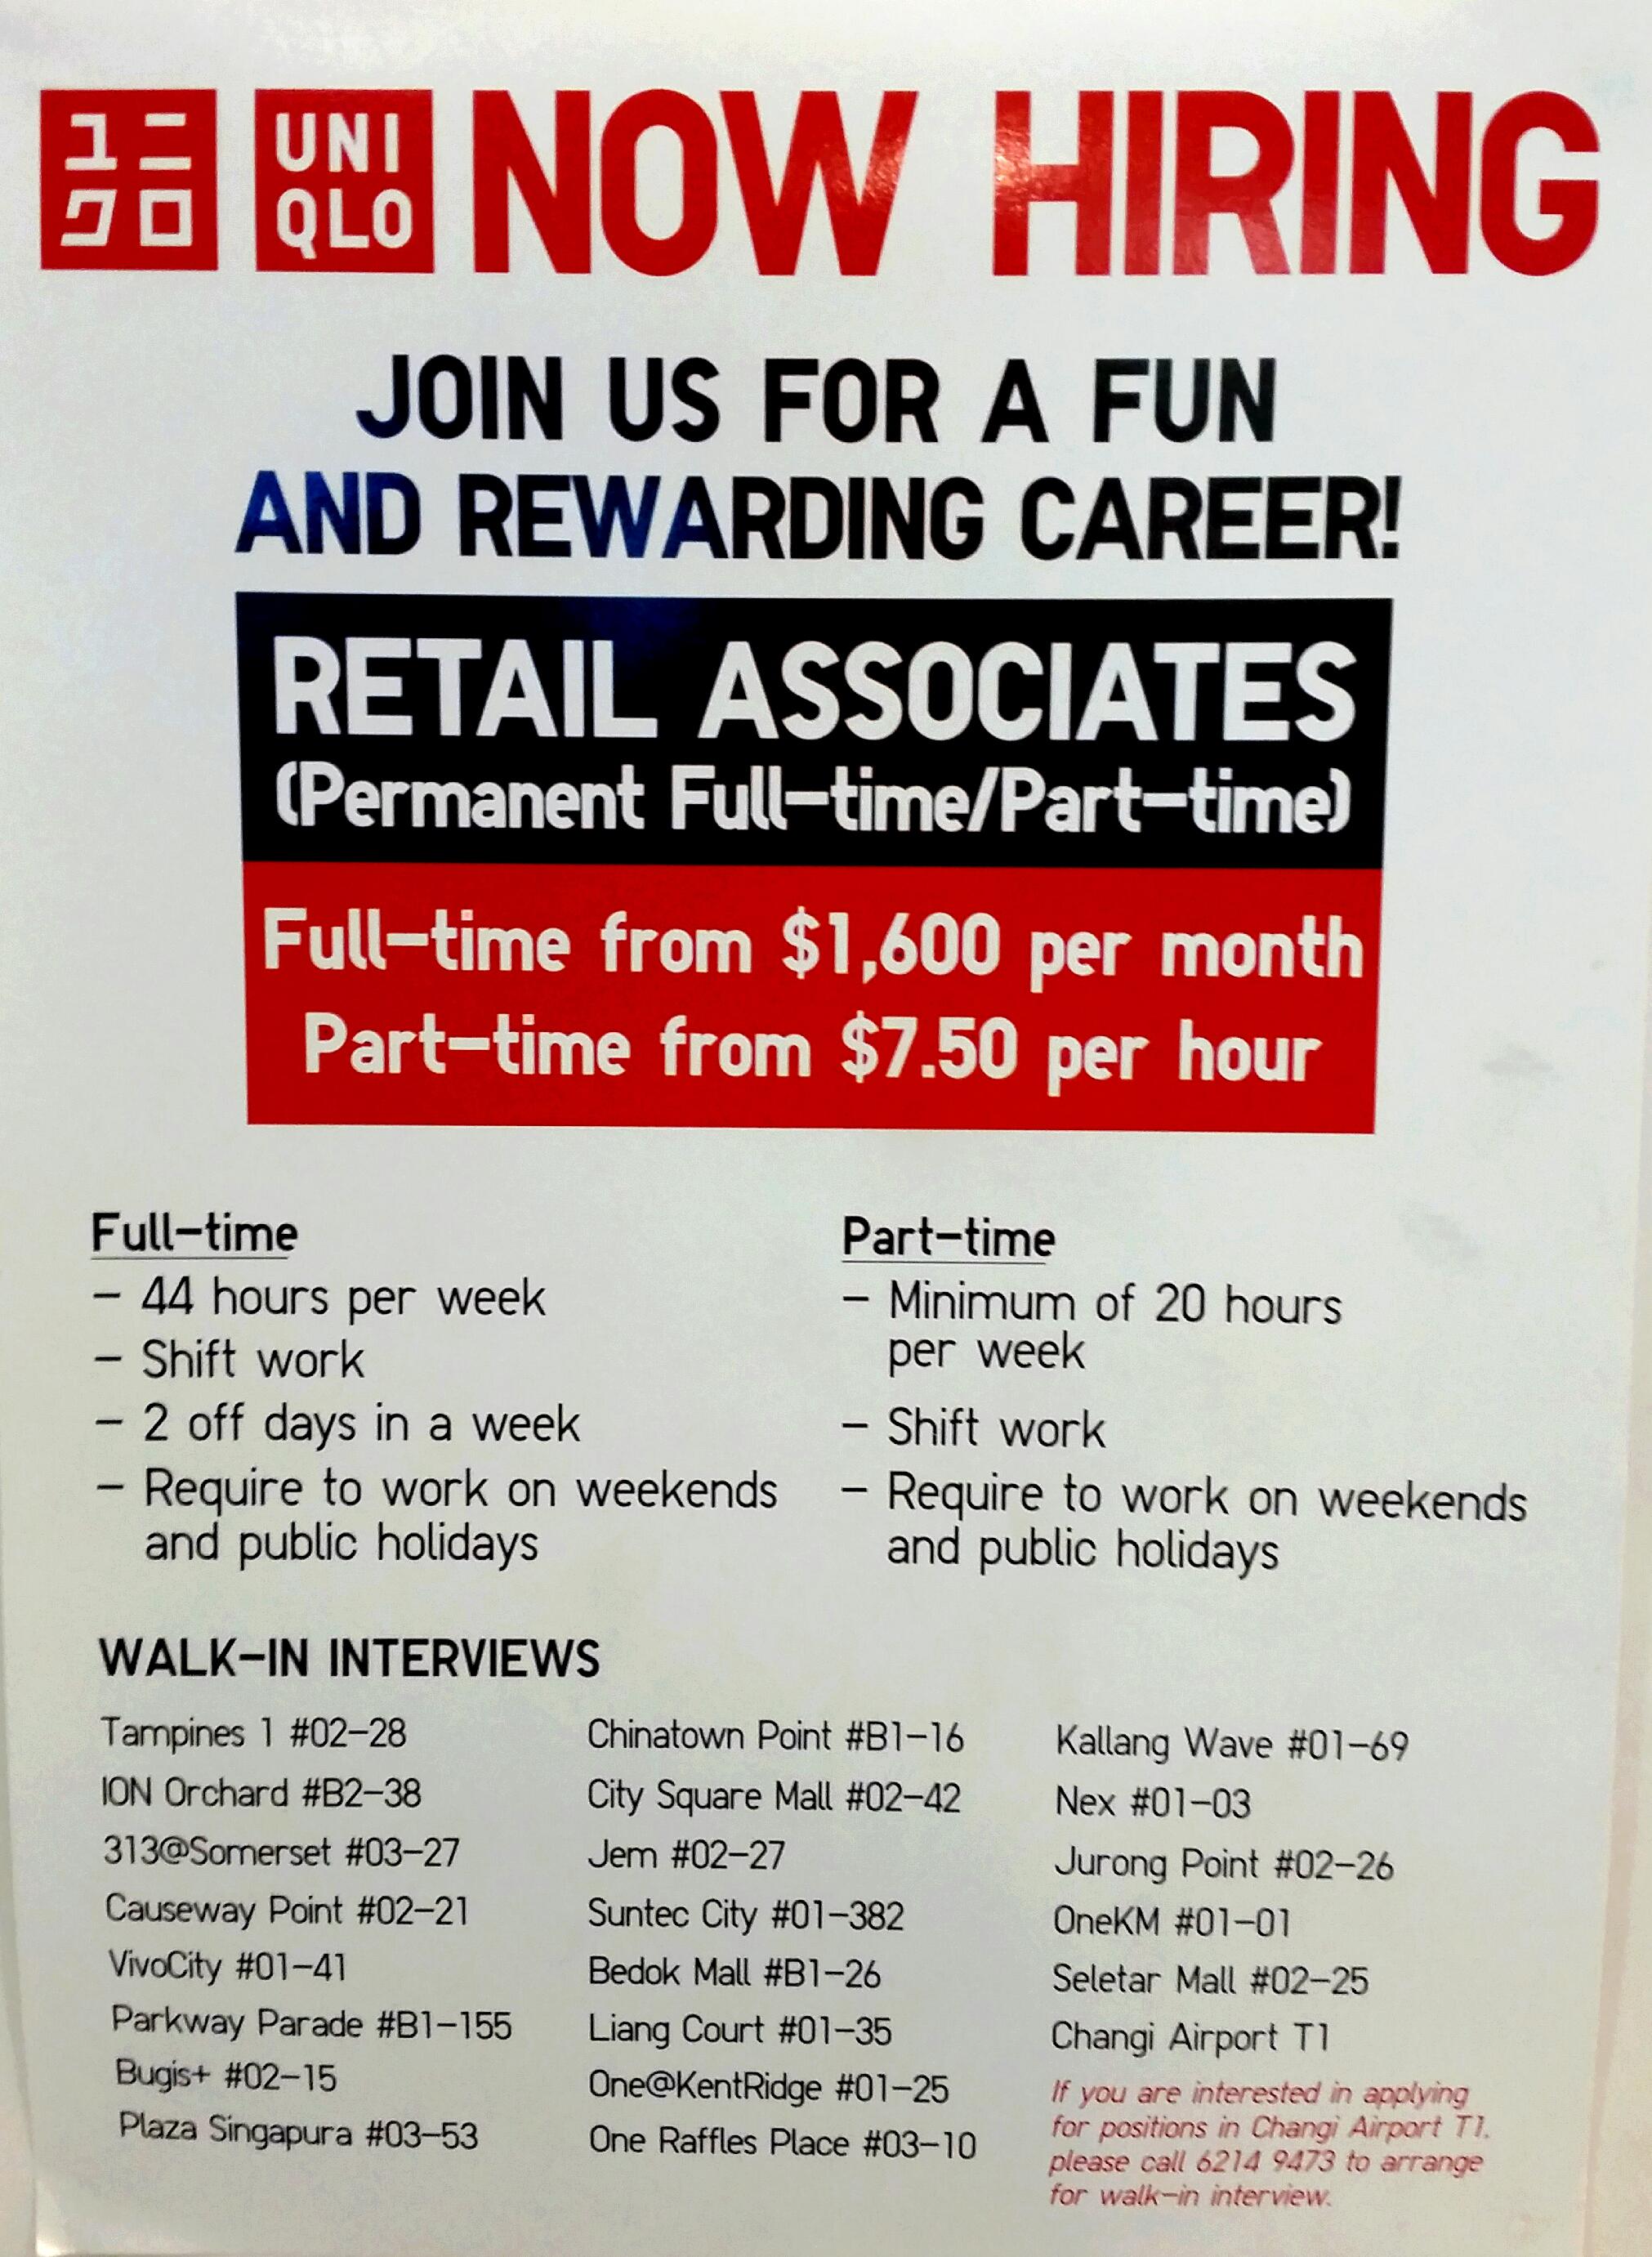 ユニ
クロ
UNI
QLO
NOW HIRING
JOIN US FOR A FUN
AND REWARDING CAREER!
RETAIL ASSOCIATES
(Permanent Full-time/Part-time)
Full-time from $1,600 per month
Part-time from $7.50 per hour
Full-time
- 44 hours per week
- Shift work
- 2 off days in a week
- Require to work on weekends
and public holidays
Part-time
- Minimum of 20 hours
per week
- Shift work
- Require to work on weekends
and public holidays
WALK-IN INTERVIEWS
Tampines 1 #02-28
ION Orchard #B2-38
313@Somerset #03-27
Causeway Point #02-21
VivoCity #01-41
Parkway Parade #B1-155
Bugis+ #02-15
Plaza Singapura #03-53
Chinatown Point #B1-16
City Square Mall #02-42
Jem #02-27
Suntec City #01-382
Bedok Mall #B1-26
Liang Court #01-35
One@KentRidge #01-25
One Raffles Place #03-10
Kallang Wave #01-69
Nex #01-03
Jurong Point #02-26
OneKM #01-01
Seletar Mall #02-25
Changi Airport T1
If you are interested in applying
for positions in Changi Airport T1,
please call 6214 9473 to arrange
for walk-in interview.